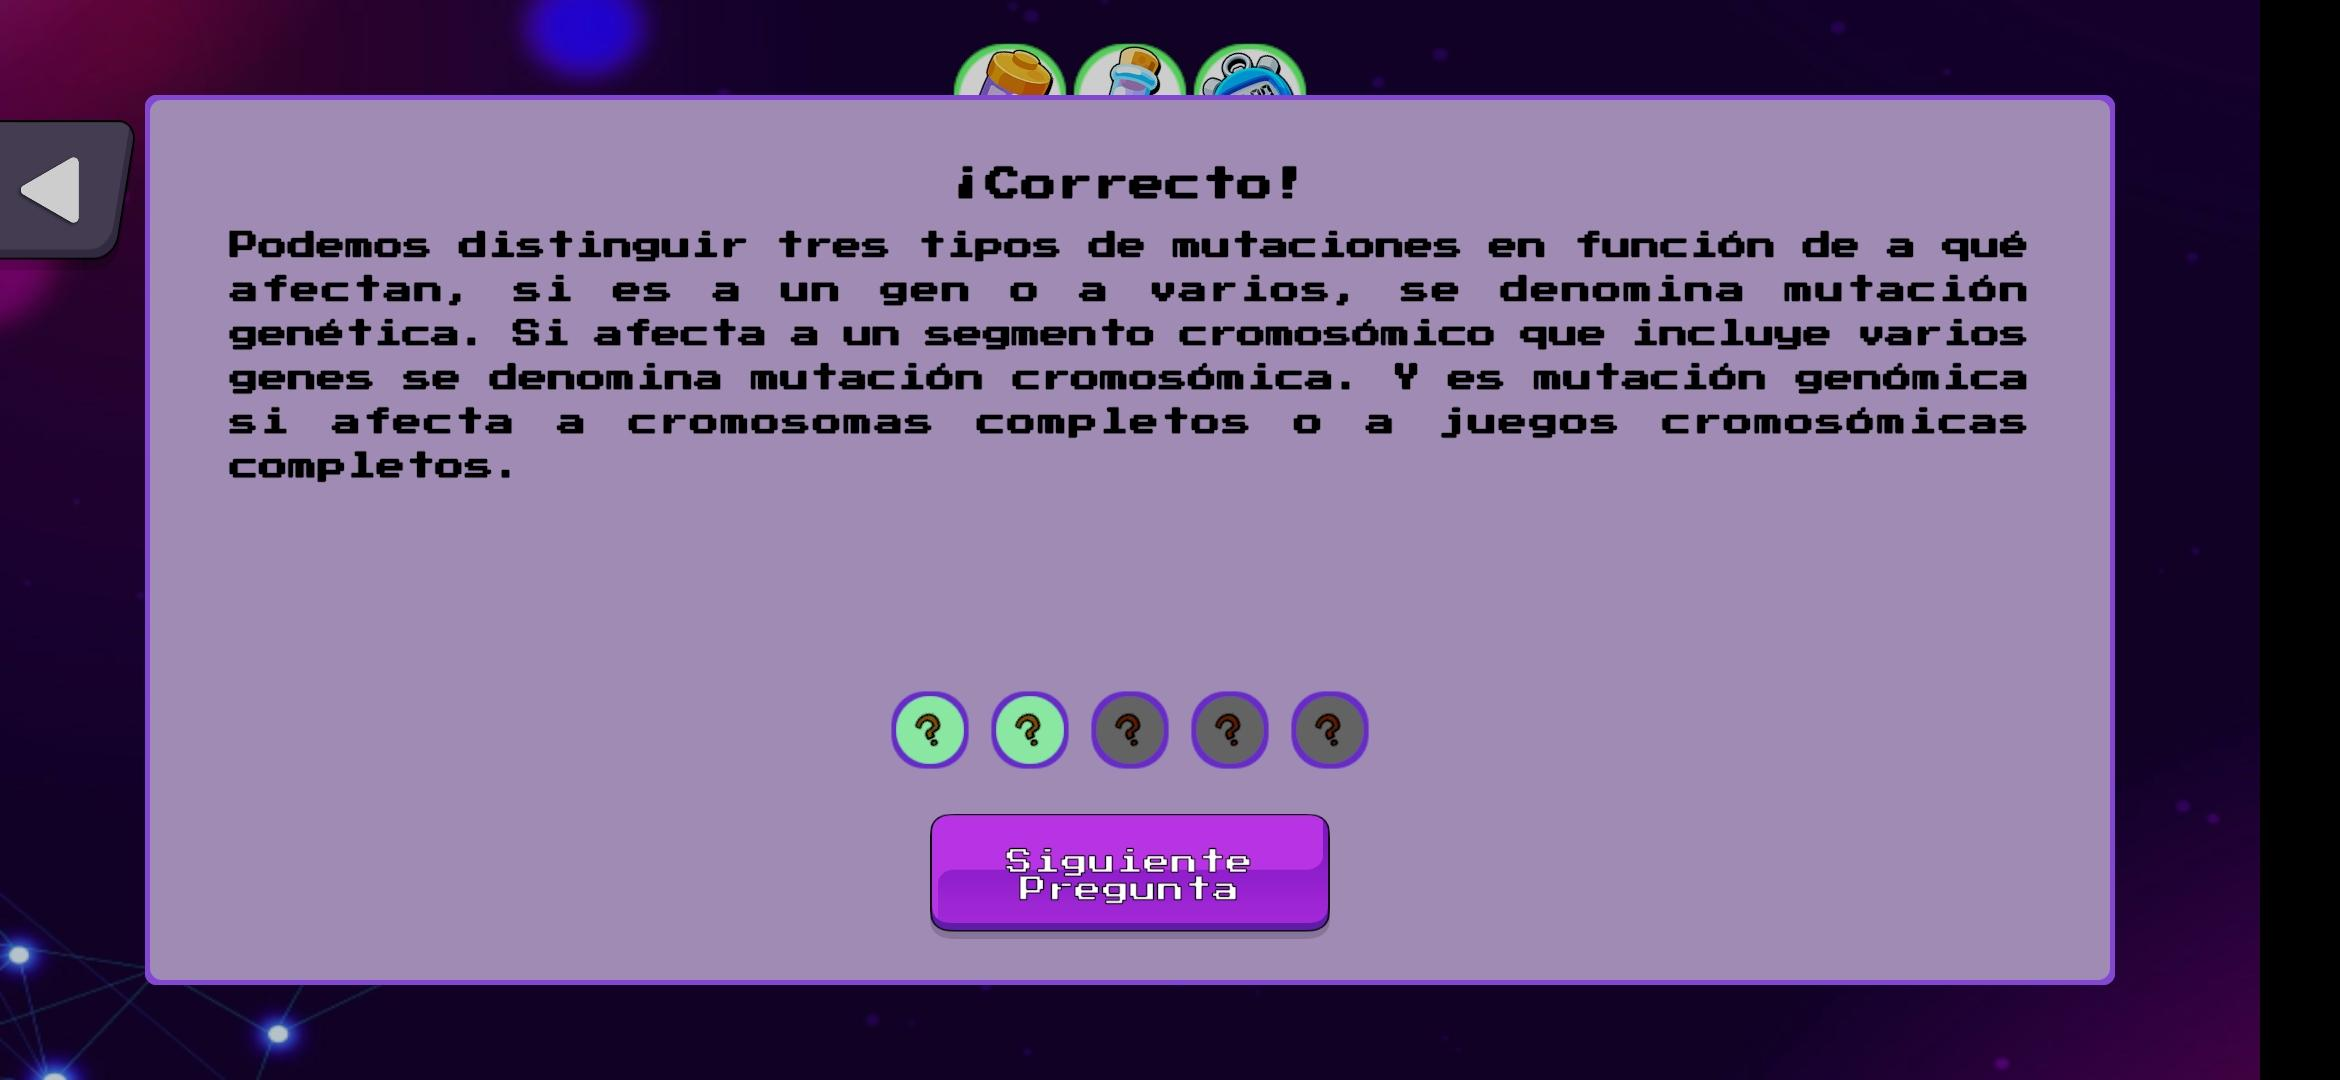 ¡Correcto!
Podemos distinguir tres tipos de mutaciones en función de a qué
afectan, si es a un gen o a varios, se denomina mutación
genética. Si afecta a un segmento cromosómico que incluye varios
genes se denomina mutación cromosómica. Y es mutación genómica
si afecta a cromosomas completos o a juegos cromosómicas
completos.
? ? ? ? ?
Siguiente
Pregunta